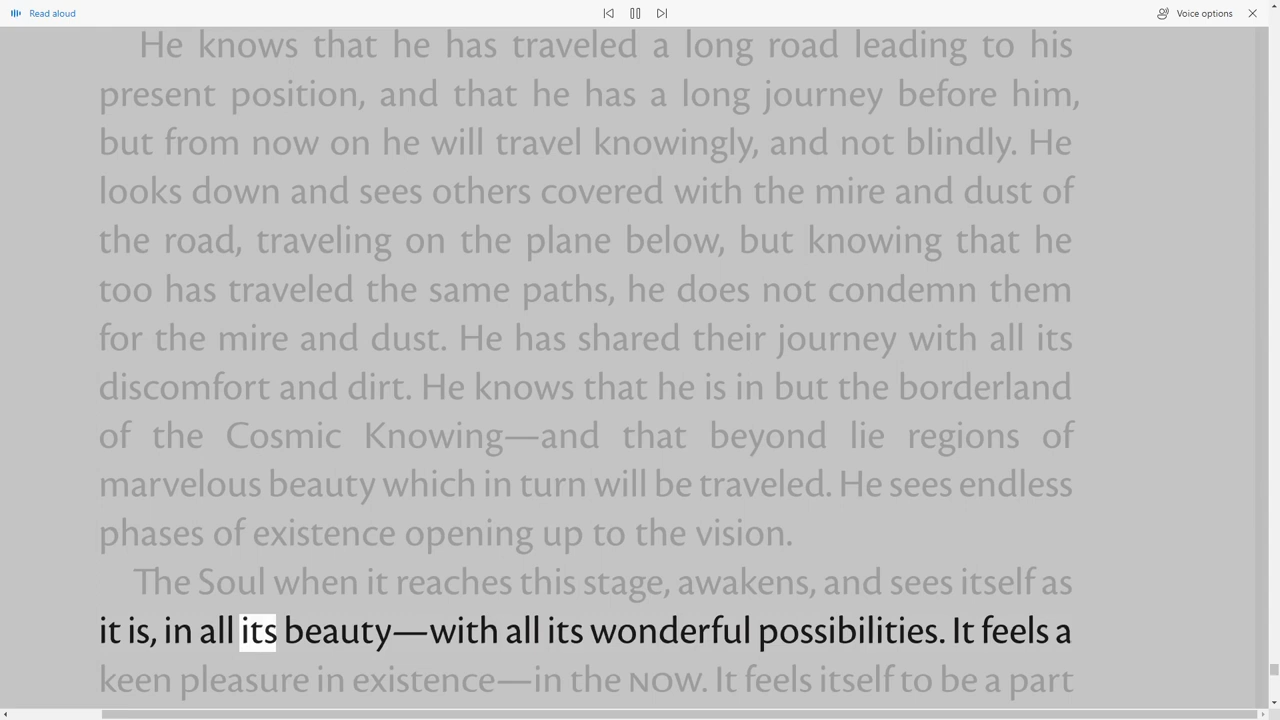 Read aloud
Voice options
He knows that he has traveled a long road leading to his
present position, and that he has a long journey before him,
but from now on he will travel knowingly, and not blindly. He
looks down and sees others covered with the mire and dust of
the road, traveling on the plane below, but knowing that he
too has traveled the same paths, he does not condemn them
for the mire and dust. He has shared their journey with all its
discomfort and dirt. He knows that he is in but the borderland
of the Cosmic Knowing—and that beyond lie regions of
marvelous beauty which in turn will be traveled. He sees endless
phases of existence opening up to the vision.
The Soul when it reaches this stage, awakens, and sees itself as
it is, in all its beauty—with all its wonderful possibilities. It feels a
keen pleasure in existence—in the NOW. It feels itself to be a part